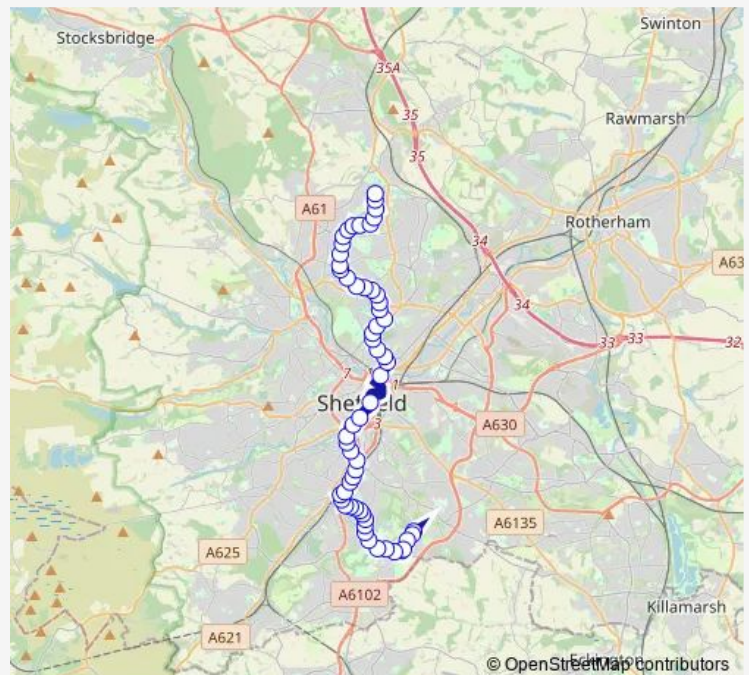 Swinton
Stocksbridge
35A
35
Rawmarsh
35
A61
Rotherham
34
A63
34
33
33
32
7
1
Sheffield
3
A630
A6135
A625
A6102
Killamarsh
A621
Eckington
© OpenStreetMap contributors